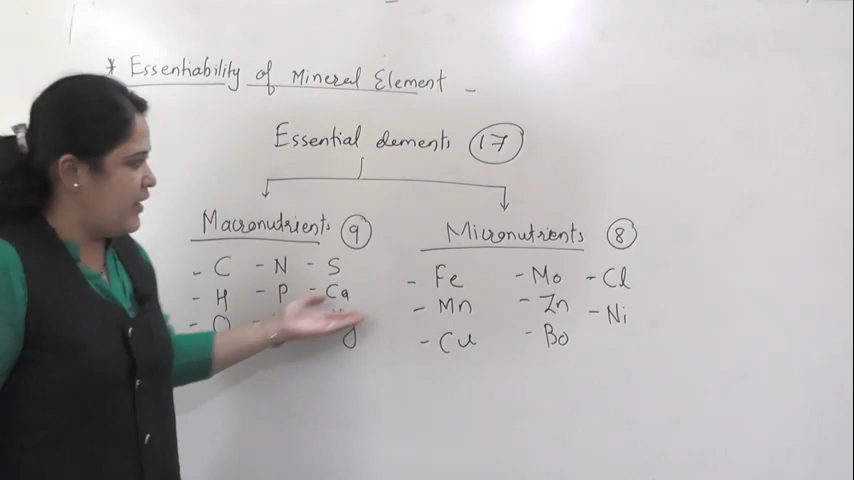 * Essentiability of Mineral Element -
Essential elements 17
Macronutrients 9
- C - N - S
- H - P - Ca
- O -
Micronutrients 8
- Fe - Mo - Cl
- Mn - Zn - Ni
- Cu - Bo